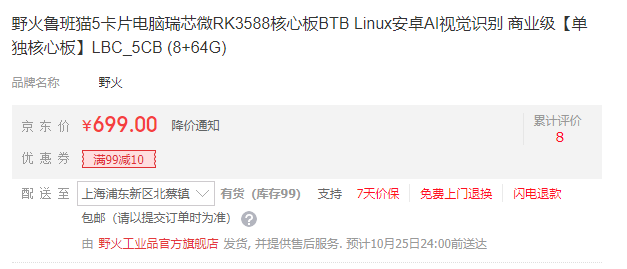 野火鲁班猫5卡片电脑瑞芯微RK3588核心板BTB Linux安卓AI视觉识别 商业级【单
独核心板】LBC_5CB (8+64G)
品牌名称 野火
京东价 ¥699.00 降价通知 累计评价
8
优惠券 满99减10
配送至 上海浦东新区北蔡镇 有货（库存99） 支持 7天价保 免费上门退换 闪电退款
包邮（请以提交订单时为准） ?
由 野火工业品官方旗舰店 发货, 并提供售后服务. 预计10月25日24:00前送达